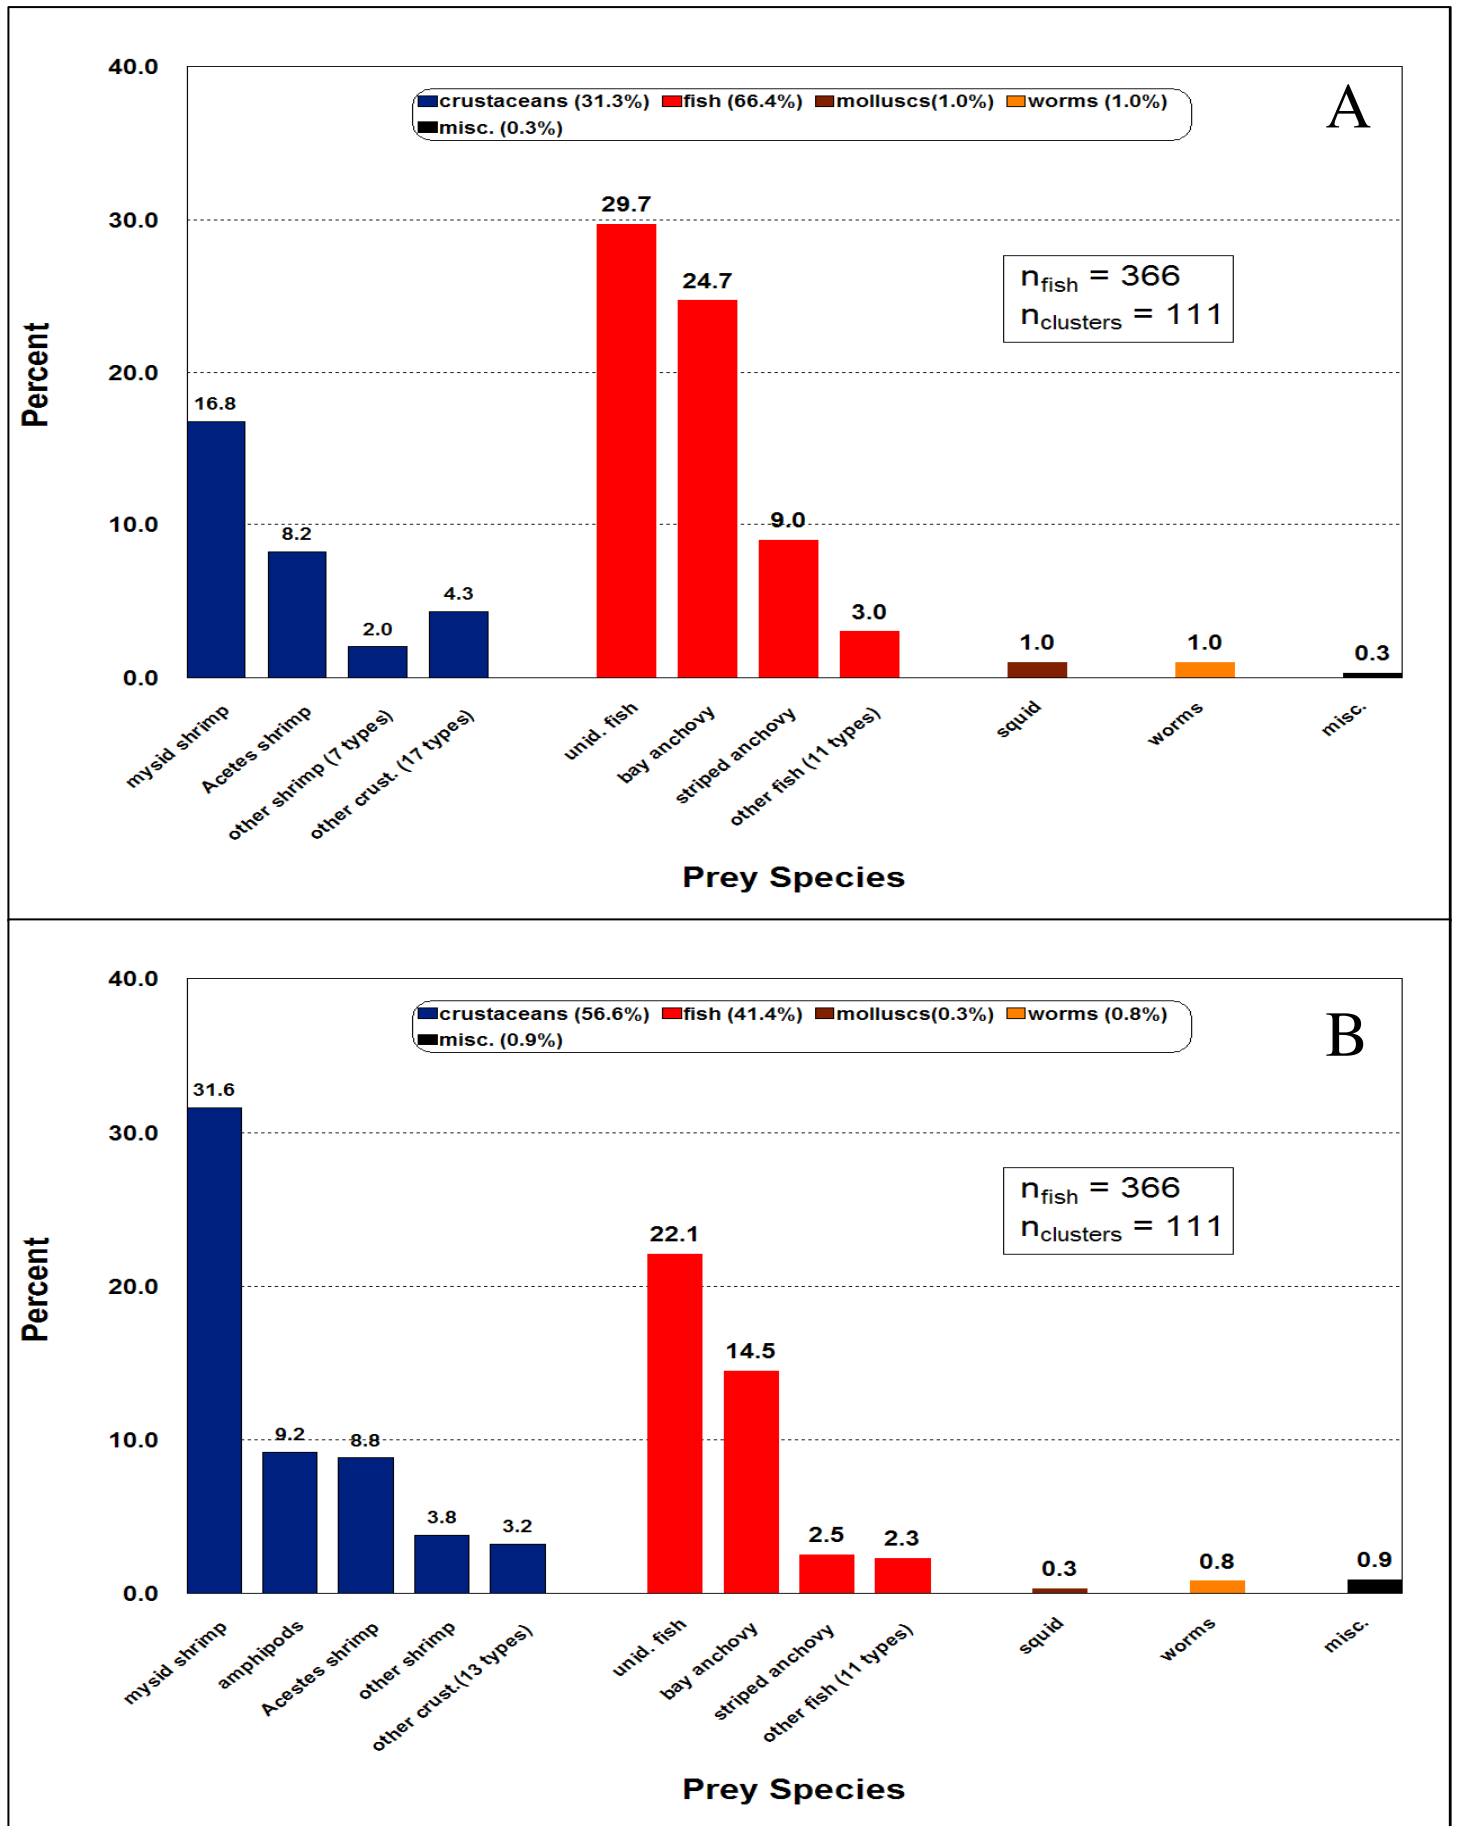 A
crustaceans (31.3%) fish (66.4%) molluscs(1.0%) worms (1.0%)
misc. (0.3%)
40.0
30.0
20.0
10.0
0.0
Percent
16.8
8.2
2.0
4.3
29.7
24.7
9.0
3.0
1.0
1.0
0.3
nfish = 366
nclusters = 111
mysid shrimp
Acetes shrimp
other shrimp (7 types)
other crust. (17 types)
unid. fish
bay anchovy
striped anchovy
other fish (11 types)
squid
worms
misc.
Prey Species
B
crustaceans (56.6%) fish (41.4%) molluscs(0.3%) worms (0.8%)
misc. (0.9%)
40.0
30.0
20.0
10.0
0.0
Percent
31.6
9.2
8.8
3.8
3.2
22.1
14.5
2.5
2.3
0.3
0.8
0.9
nfish = 366
nclusters = 111
mysid shrimp
amphipods
Acestes shrimp
other shrimp
other crust.(13 types)
unid. fish
bay anchovy
striped anchovy
other fish (11 types)
squid
worms
misc.
Prey Species